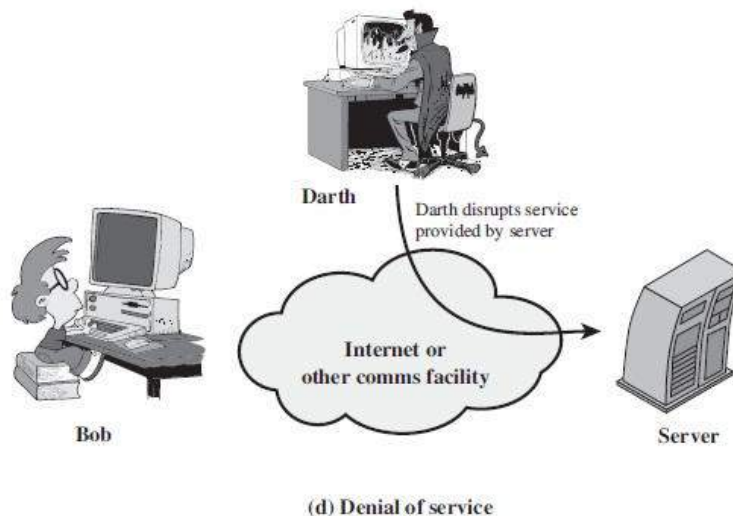 Darth
Darth disrupts service
provided by server
Internet or
other comms facility
Bob
Server
(d) Denial of service